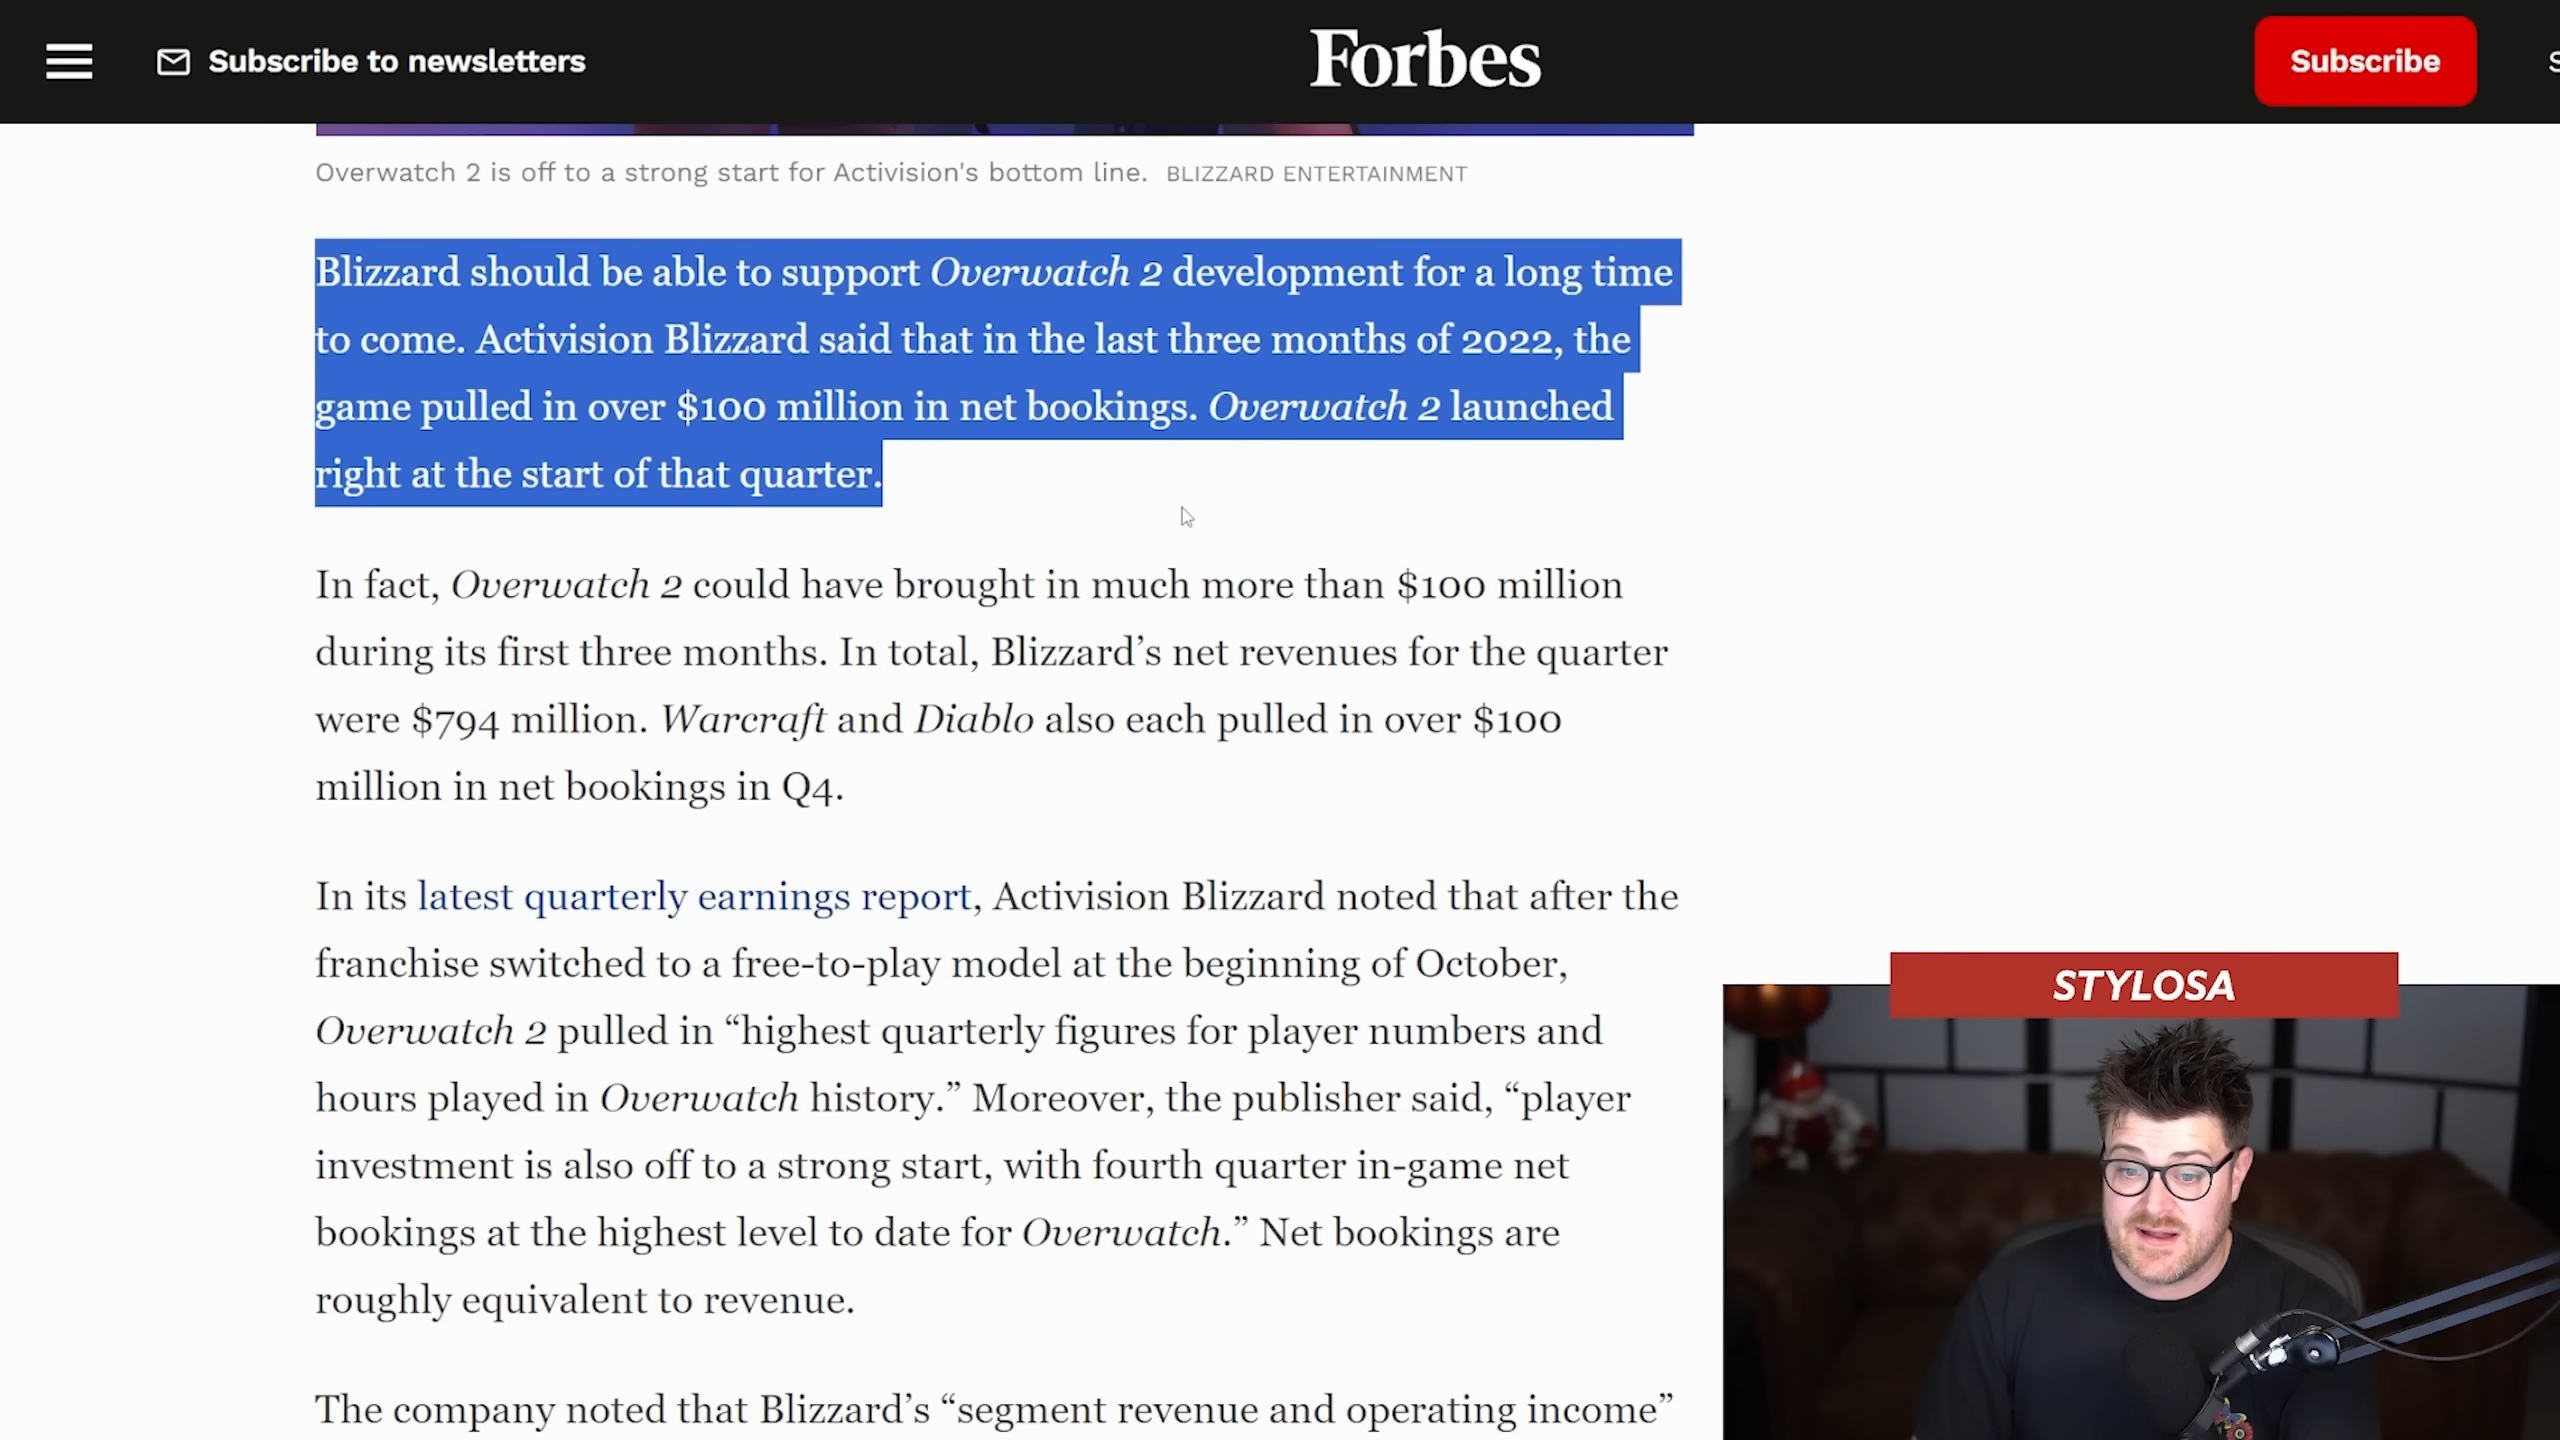 Subscribe to newsletters
Forbes
Subscribe
Overwatch 2 is off to a strong start for Activision's bottom line. BLIZZARD ENTERTAINMENT
Blizzard should be able to support Overwatch 2 development for a long time
to come. Activision Blizzard said that in the last three months of 2022, the
game pulled in over $100 million in net bookings. Overwatch 2 launched
right at the start of that quarter.
In fact, Overwatch 2 could have brought in much more than $100 million
during its first three months. In total, Blizzard’s net revenues for the quarter
were $794 million. Warcraft and Diablo also each pulled in over $100
million in net bookings in Q4.
In its latest quarterly earnings report, Activision Blizzard noted that after the
franchise switched to a free-to-play model at the beginning of October,
Overwatch 2 pulled in “highest quarterly figures for player numbers and
hours played in Overwatch history.” Moreover, the publisher said, “player
investment is also off to a strong start, with fourth quarter in-game net
bookings at the highest level to date for Overwatch.” Net bookings are
roughly equivalent to revenue.
The company noted that Blizzard’s “segment revenue and operating income”
STYLOSA